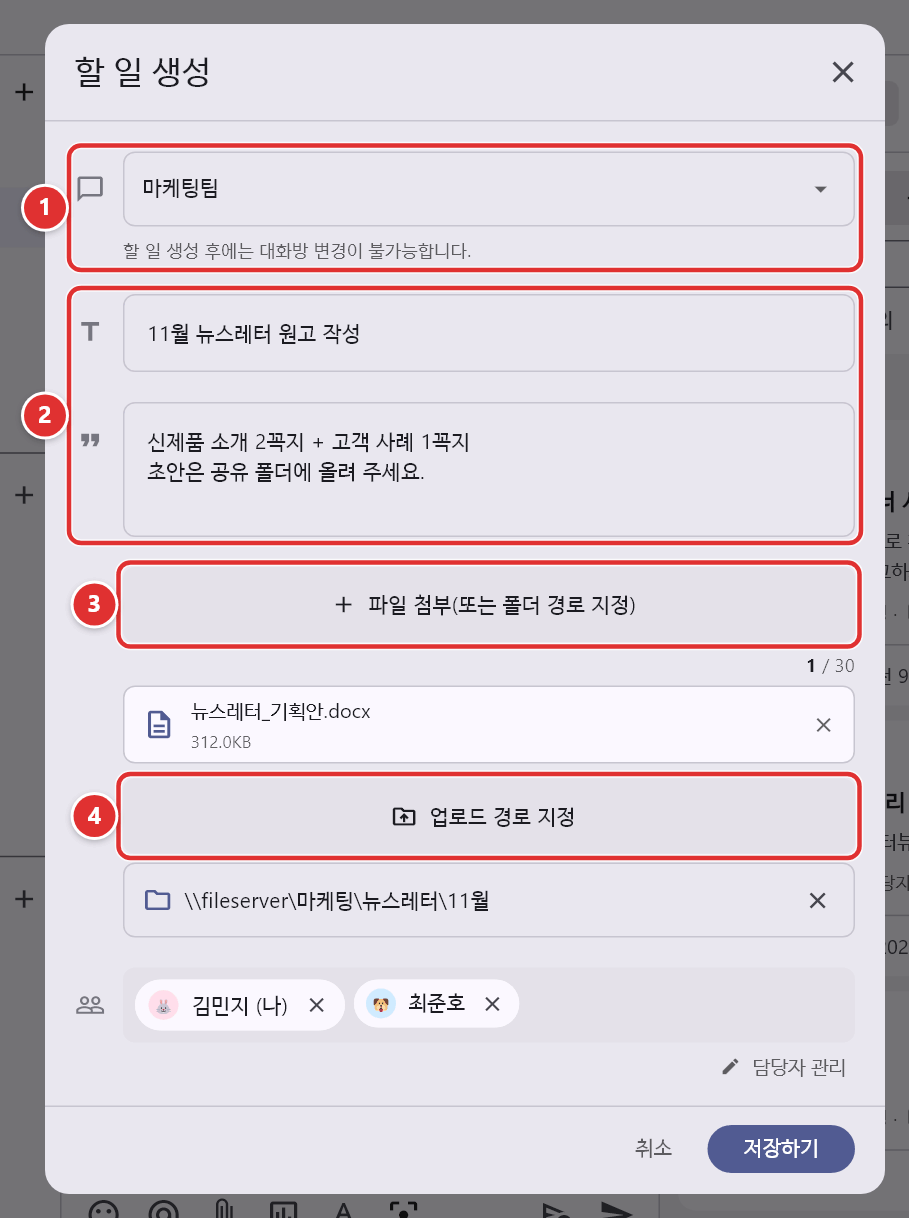 할 일 생성
1
마케팅팀
할 일 생성 후에는 대화방 변경이 불가능합니다.
2
11월 뉴스레터 원고 작성
신제품 소개 2꼭지 + 고객 사례 1꼭지
초안은 공유 폴더에 올려 주세요.
3
+ 파일 첨부(또는 폴더 경로 지정)
1 / 30
뉴스레터_기획안.docx
312.0KB
4
업로드 경로 지정
\\fileserver\마케팅\뉴스레터\11월
김민지 (나)
최준호
담당자 관리
취소
저장하기